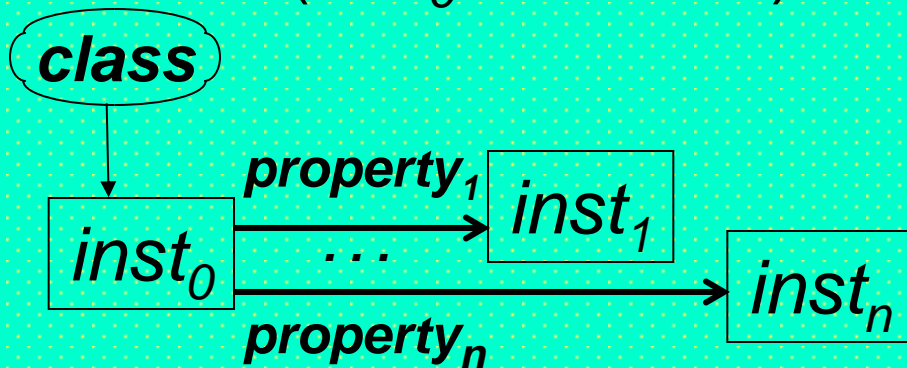 class
property₁
inst₁
inst₀
...
instₙ
propertyₙ